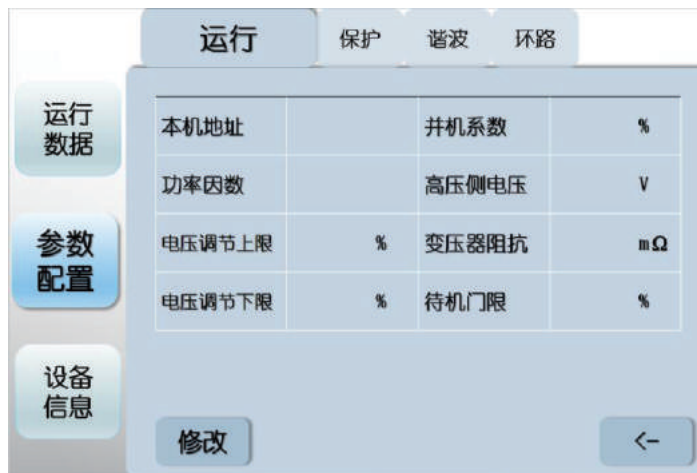 运行 保护 谐波 环路
运行
数据
参数
配置
设备
信息
本机地址 并机系数 %
功率因数 高压侧电压 V
电压调节上限 % 变压器阻抗 mΩ
电压调节下限 % 待机门限 %
修改 <-